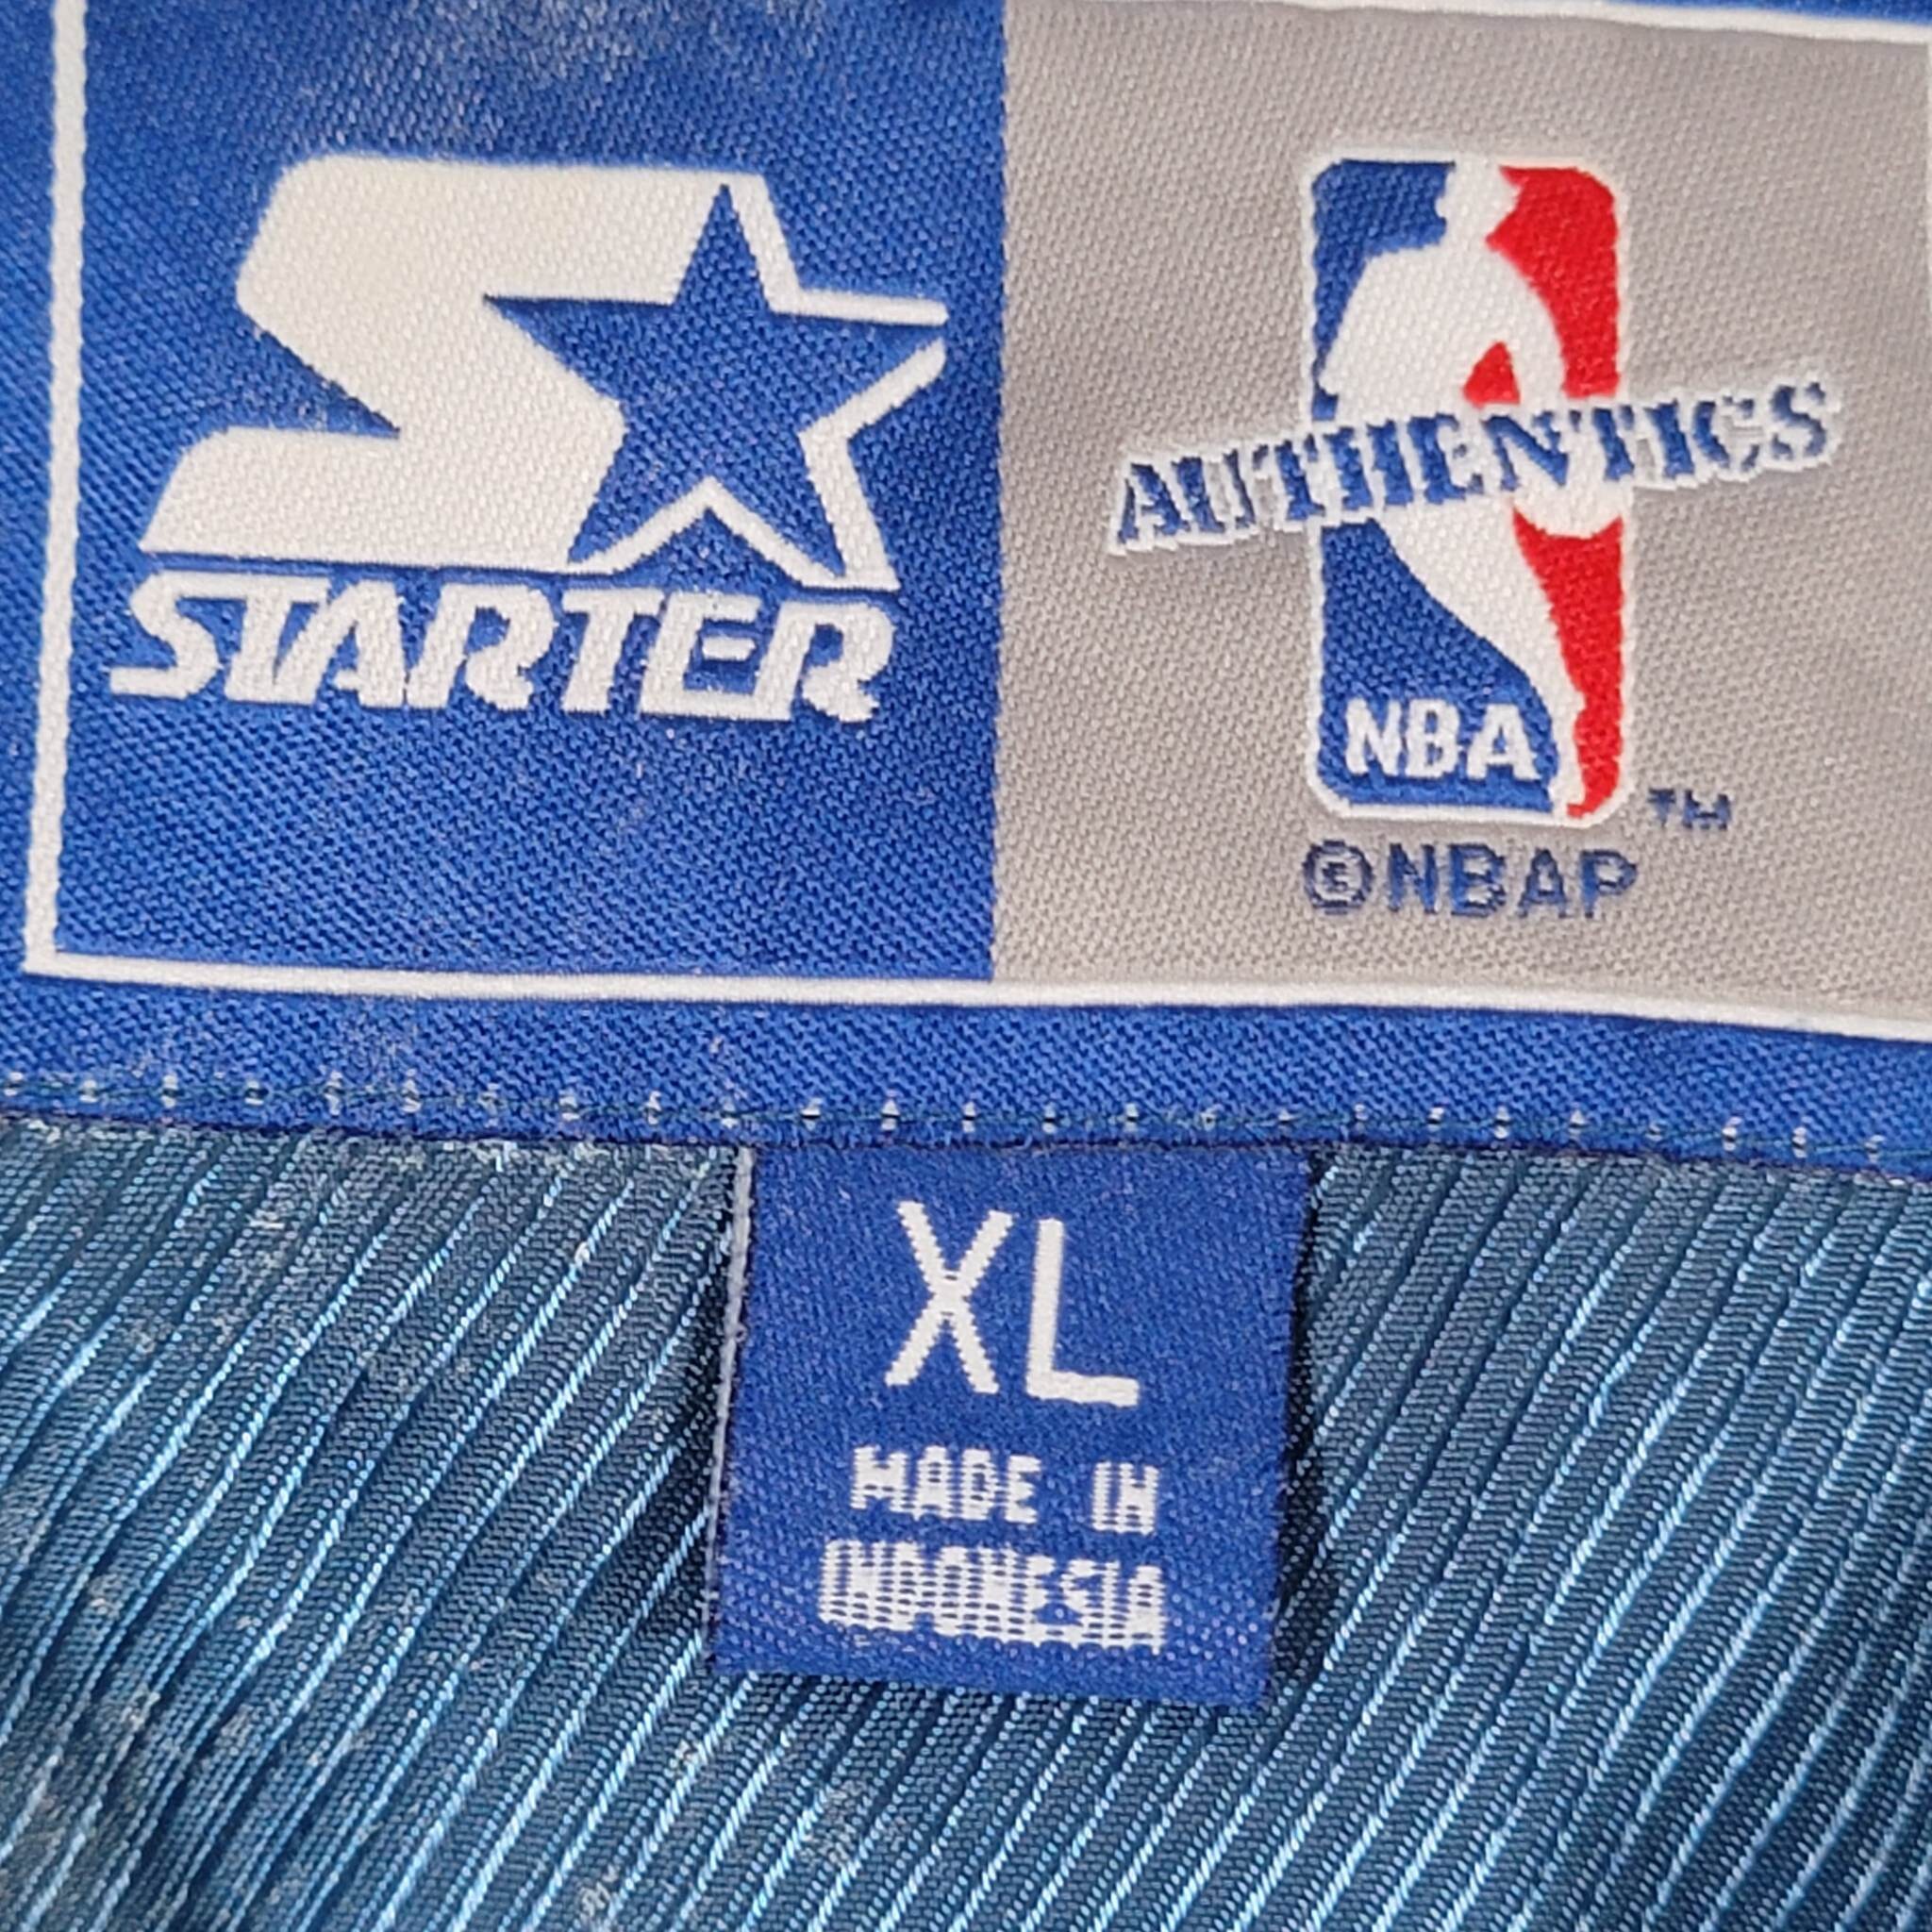 STARTER
AUTHENTICS
NBA
TM
©NBAP
XL
MADE IN
INDONESIA